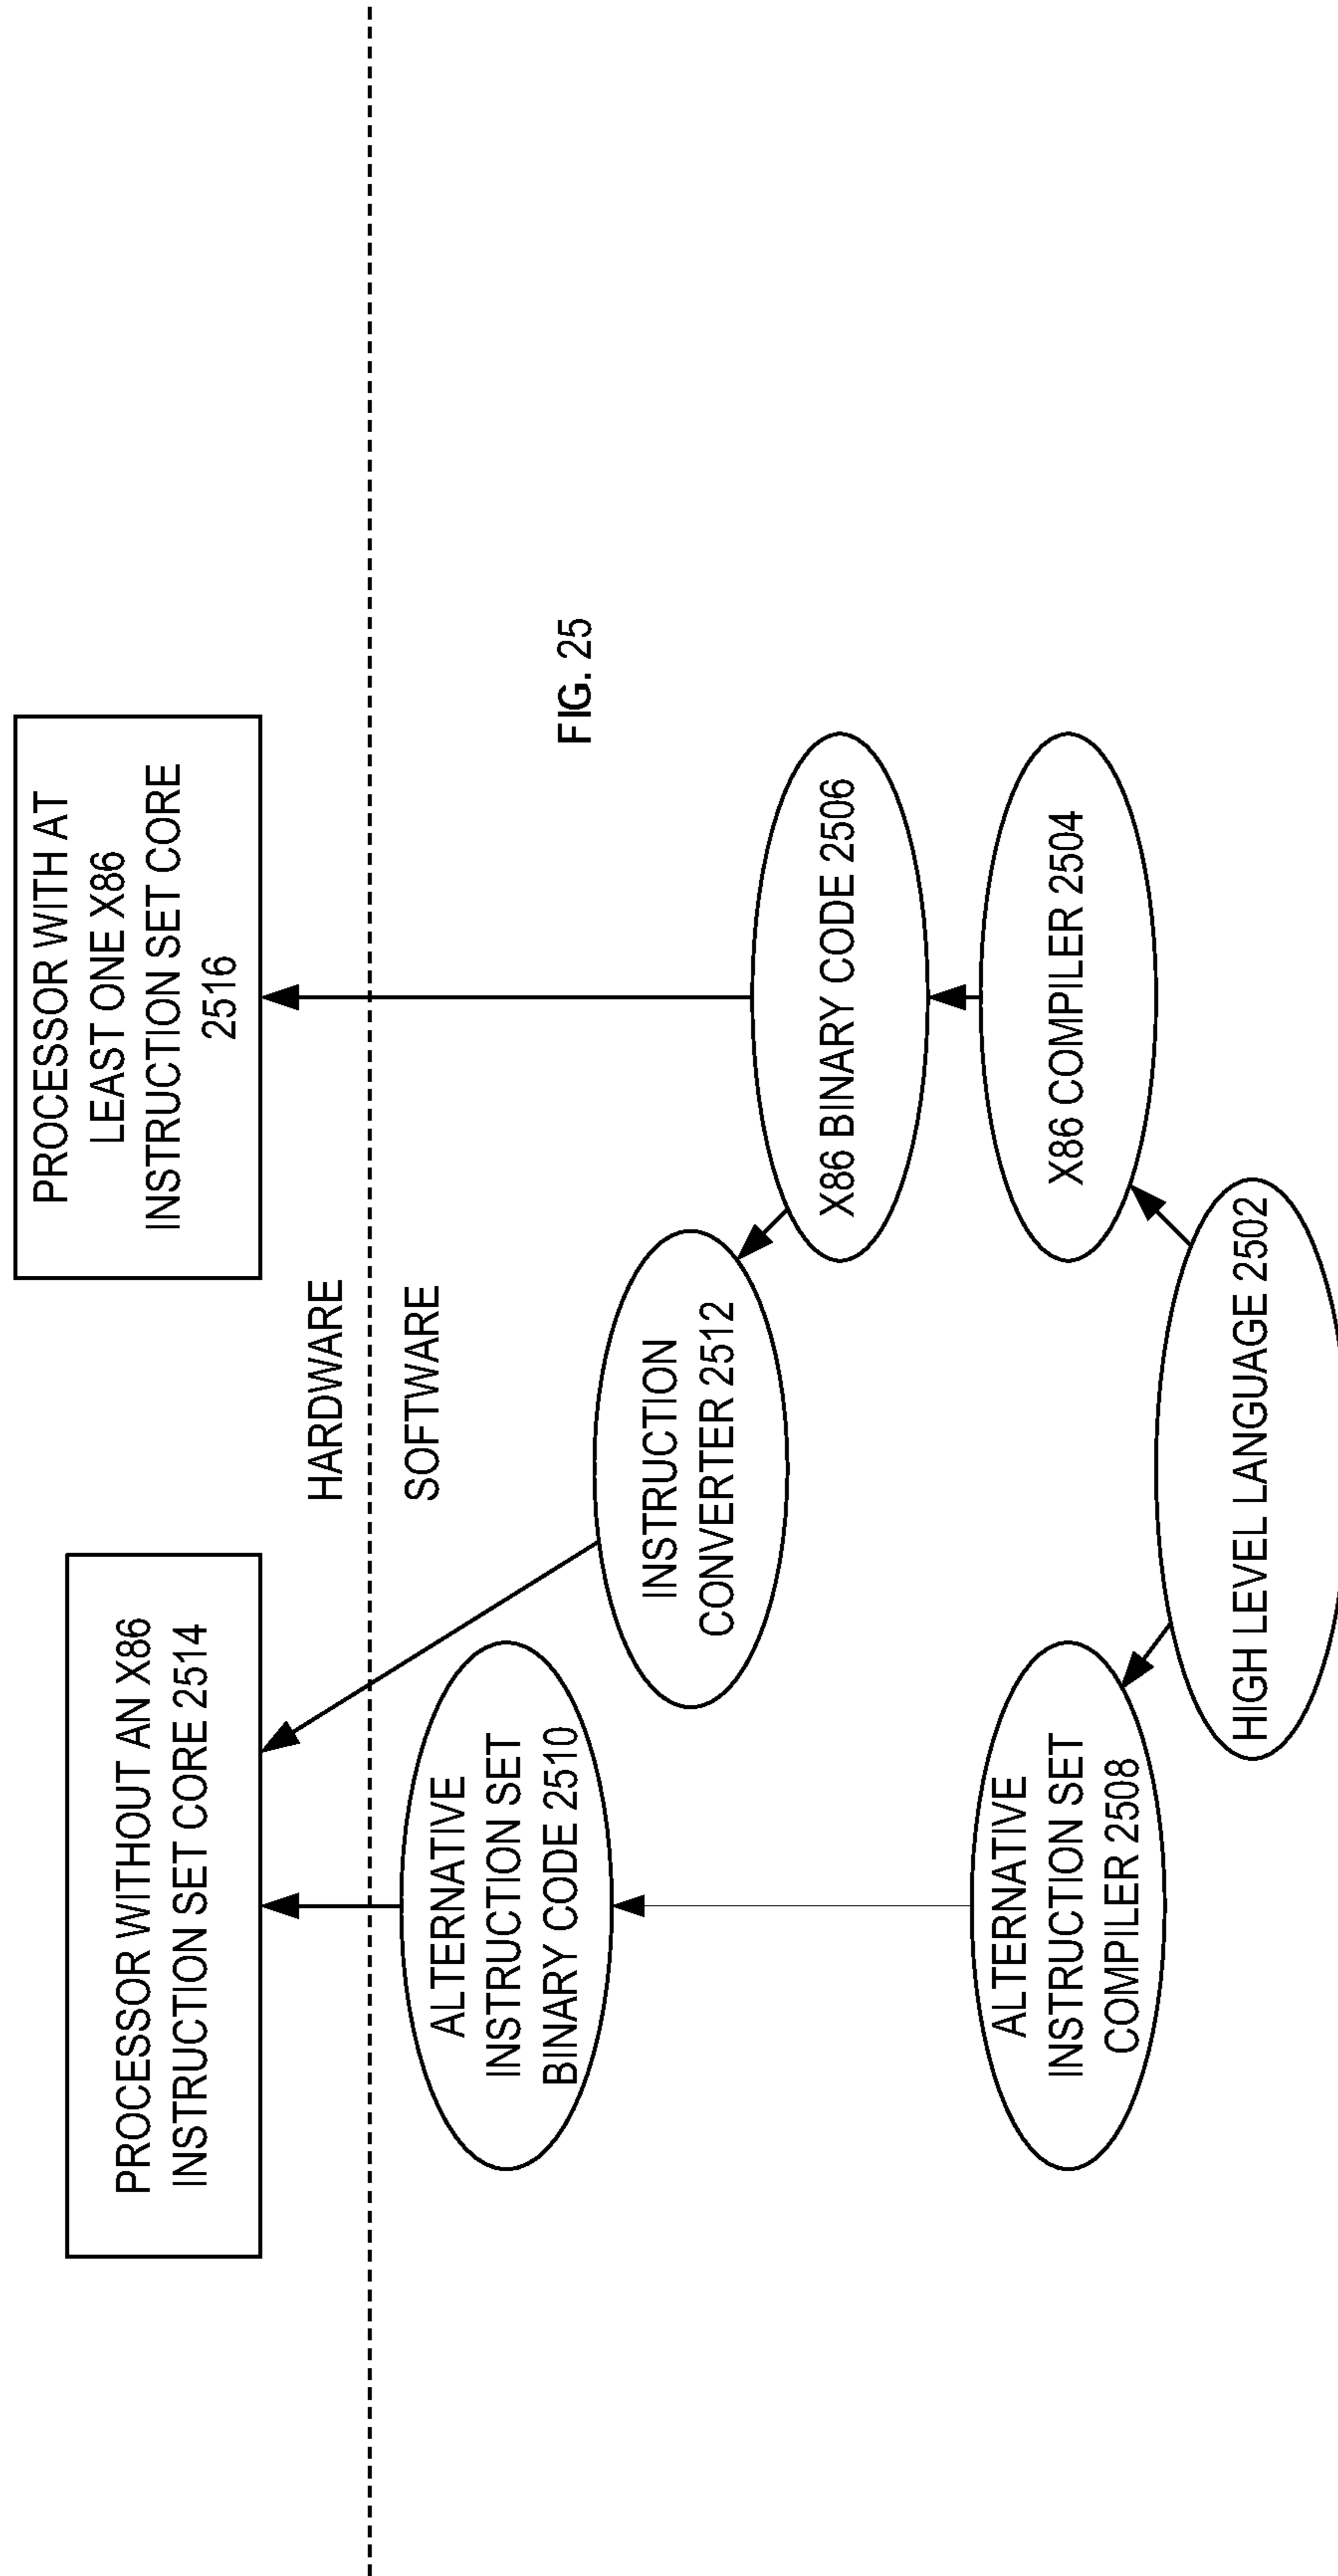 PROCESSOR WITHOUT AN X86
INSTRUCTION SET CORE 2514
PROCESSOR WITH AT
LEAST ONE X86
INSTRUCTION SET CORE
2516
HARDWARE
SOFTWARE
ALTERNATIVE
INSTRUCTION SET
BINARY CODE 2510
INSTRUCTION
CONVERTER 2512
FIG. 25
X86 BINARY CODE 2506
ALTERNATIVE
INSTRUCTION SET
COMPILER 2508
X86 COMPILER 2504
HIGH LEVEL LANGUAGE 2502